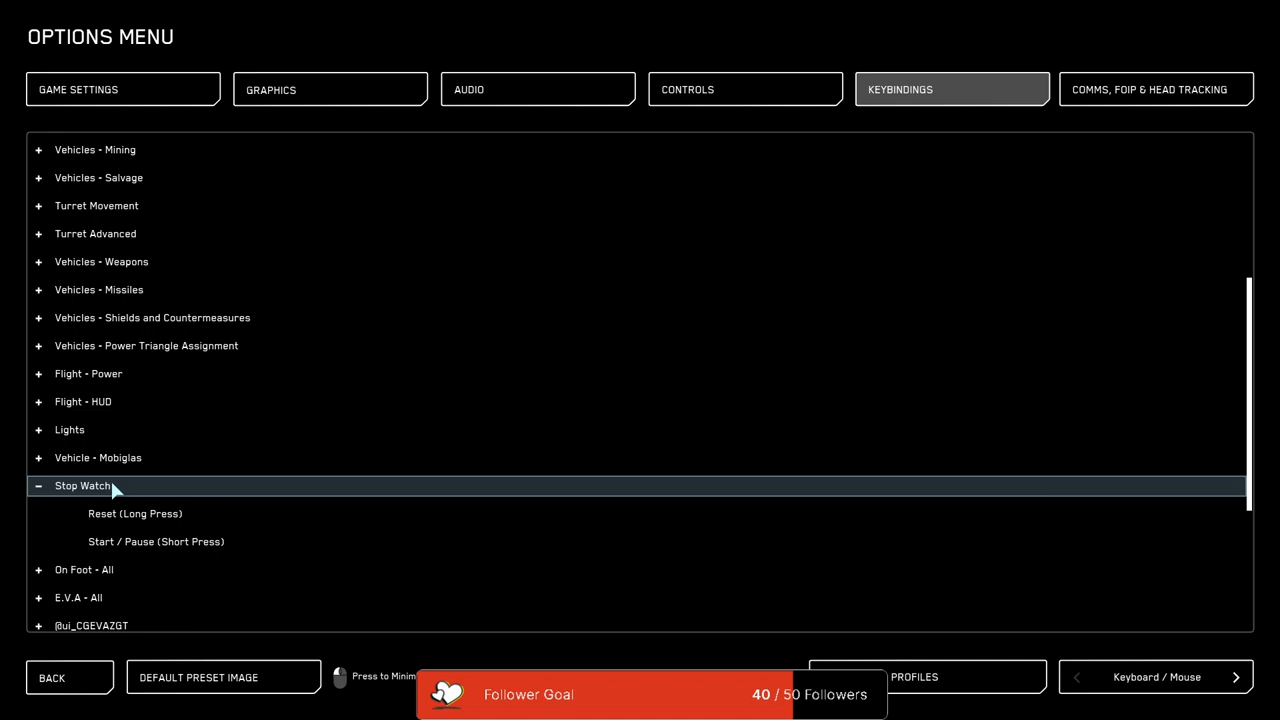 OPTIONS MENU
GAME SETTINGS
GRAPHICS
AUDIO
CONTROLS
KEYBINDINGS
COMMS, FOIP & HEAD TRACKING
+ Vehicles - Mining
+ Vehicles - Salvage
+ Turret Movement
+ Turret Advanced
+ Vehicles - Weapons
+ Vehicles - Missiles
+ Vehicles - Shields and Countermeasures
+ Vehicles - Power Triangle Assignment
+ Flight - Power
+ Flight - HUD
+ Lights
+ Vehicle - Mobiglas
- Stop Watch
Reset (Long Press)
Start / Pause (Short Press)
+ On Foot - All
+ E.V.A - All
+ @ui_CGEVAZGT
BACK
DEFAULT PRESET IMAGE
Press to Minim
PROFILES
Keyboard / Mouse
Follower Goal
40 / 50 Followers